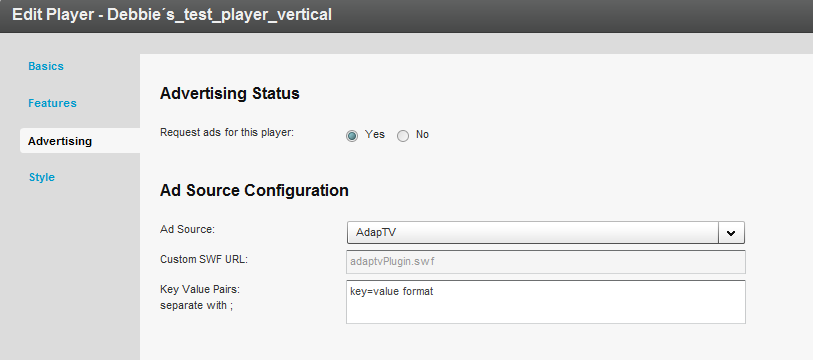 Edit Player - Debbie´s_test_player_vertical
Basics
Features
Advertising
Style
Advertising Status
Request ads for this player: Yes No
Ad Source Configuration
Ad Source: AdapTV
Custom SWF URL: adaptvPlugin.swf
Key Value Pairs: key=value format
separate with ;